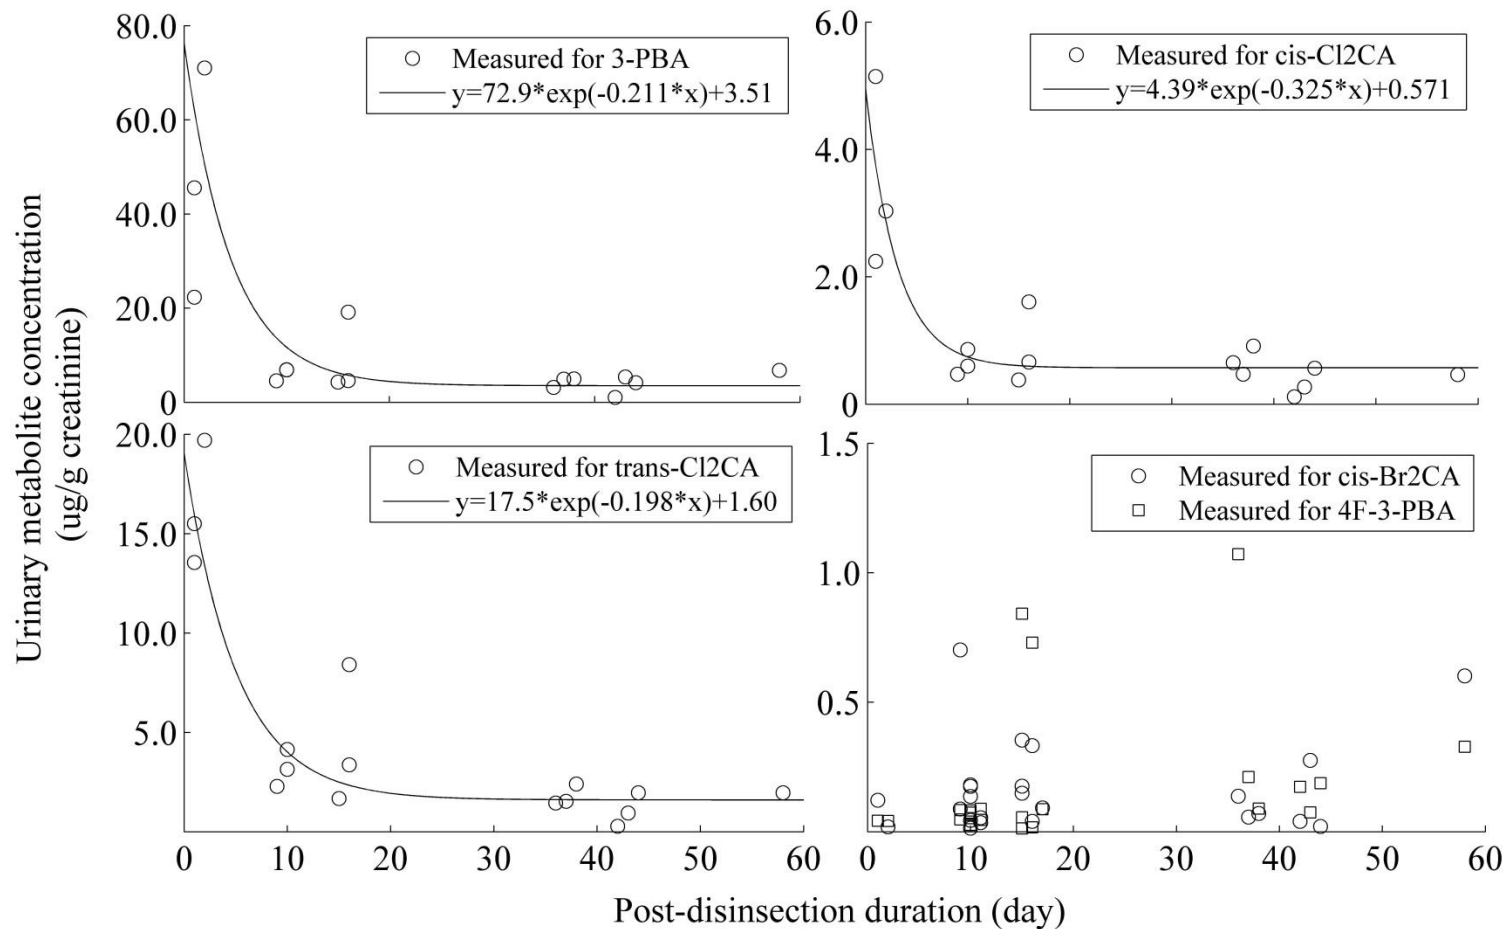 Urinary metabolite concentration
(ug/g creatinine)
80.0
60.0
40.0
20.0
0
Measured for 3-PBA
y=72.9*exp(-0.211*x)+3.51
6.0
4.0
2.0
0
Measured for cis-Cl2CA
y=4.39*exp(-0.325*x)+0.571
20.0
15.0
10.0
5.0
Measured for trans-Cl2CA
y=17.5*exp(-0.198*x)+1.60
0 10 20 30 40 50 60
1.5
1.0
0.5
Measured for cis-Br2CA
Measured for 4F-3-PBA
0 10 20 30 40 50 60
Post-disinsection duration (day)